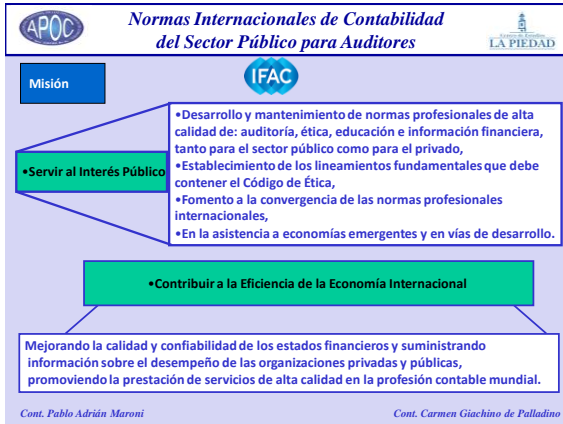 APOC
Normas Internacionales de Contabilidad
del Sector Público para Auditores
Centro de Estudios
LA PIEDAD
Misión
IFAC
•Servir al Interés Público
•Desarrollo y mantenimiento de normas profesionales de alta
calidad de: auditoría, ética, educación e información financiera,
tanto para el sector público como para el privado,
•Establecimiento de los lineamientos fundamentales que debe
contener el Código de Ética,
•Fomento a la convergencia de las normas profesionales
internacionales,
•En la asistencia a economías emergentes y en vías de desarrollo.
•Contribuir a la Eficiencia de la Economía Internacional
Mejorando la calidad y confiabilidad de los estados financieros y suministrando
información sobre el desempeño de las organizaciones privadas y públicas,
promoviendo la prestación de servicios de alta calidad en la profesión contable mundial.
Cont. Pablo Adrián Maroni
Cont. Carmen Giachino de Palladino